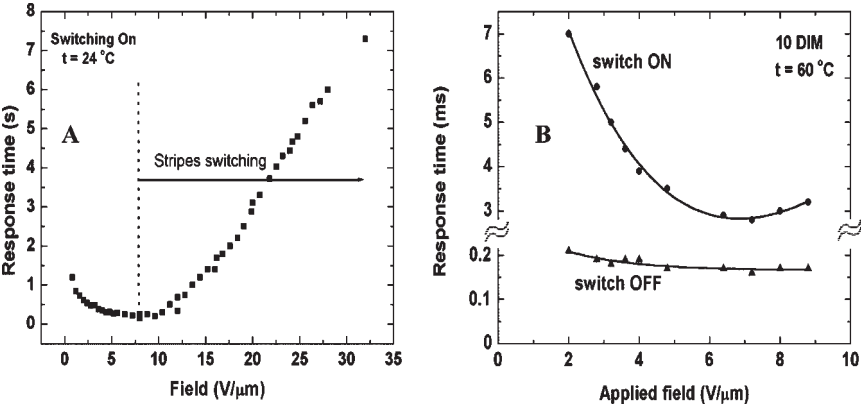 Switching On
t = 24 °C
A
Stripes switching
Response time (s)
8
7
6
5
4
3
2
1
0
0 5 10 15 20 25 30 35
Field (V/μm)
10 DIM
t = 60 °C
switch ON
B
switch OFF
Response time (ms)
7
6
5
4
3
0.2
0.1
0
0 2 4 6 8 10
Applied field (V/μm)